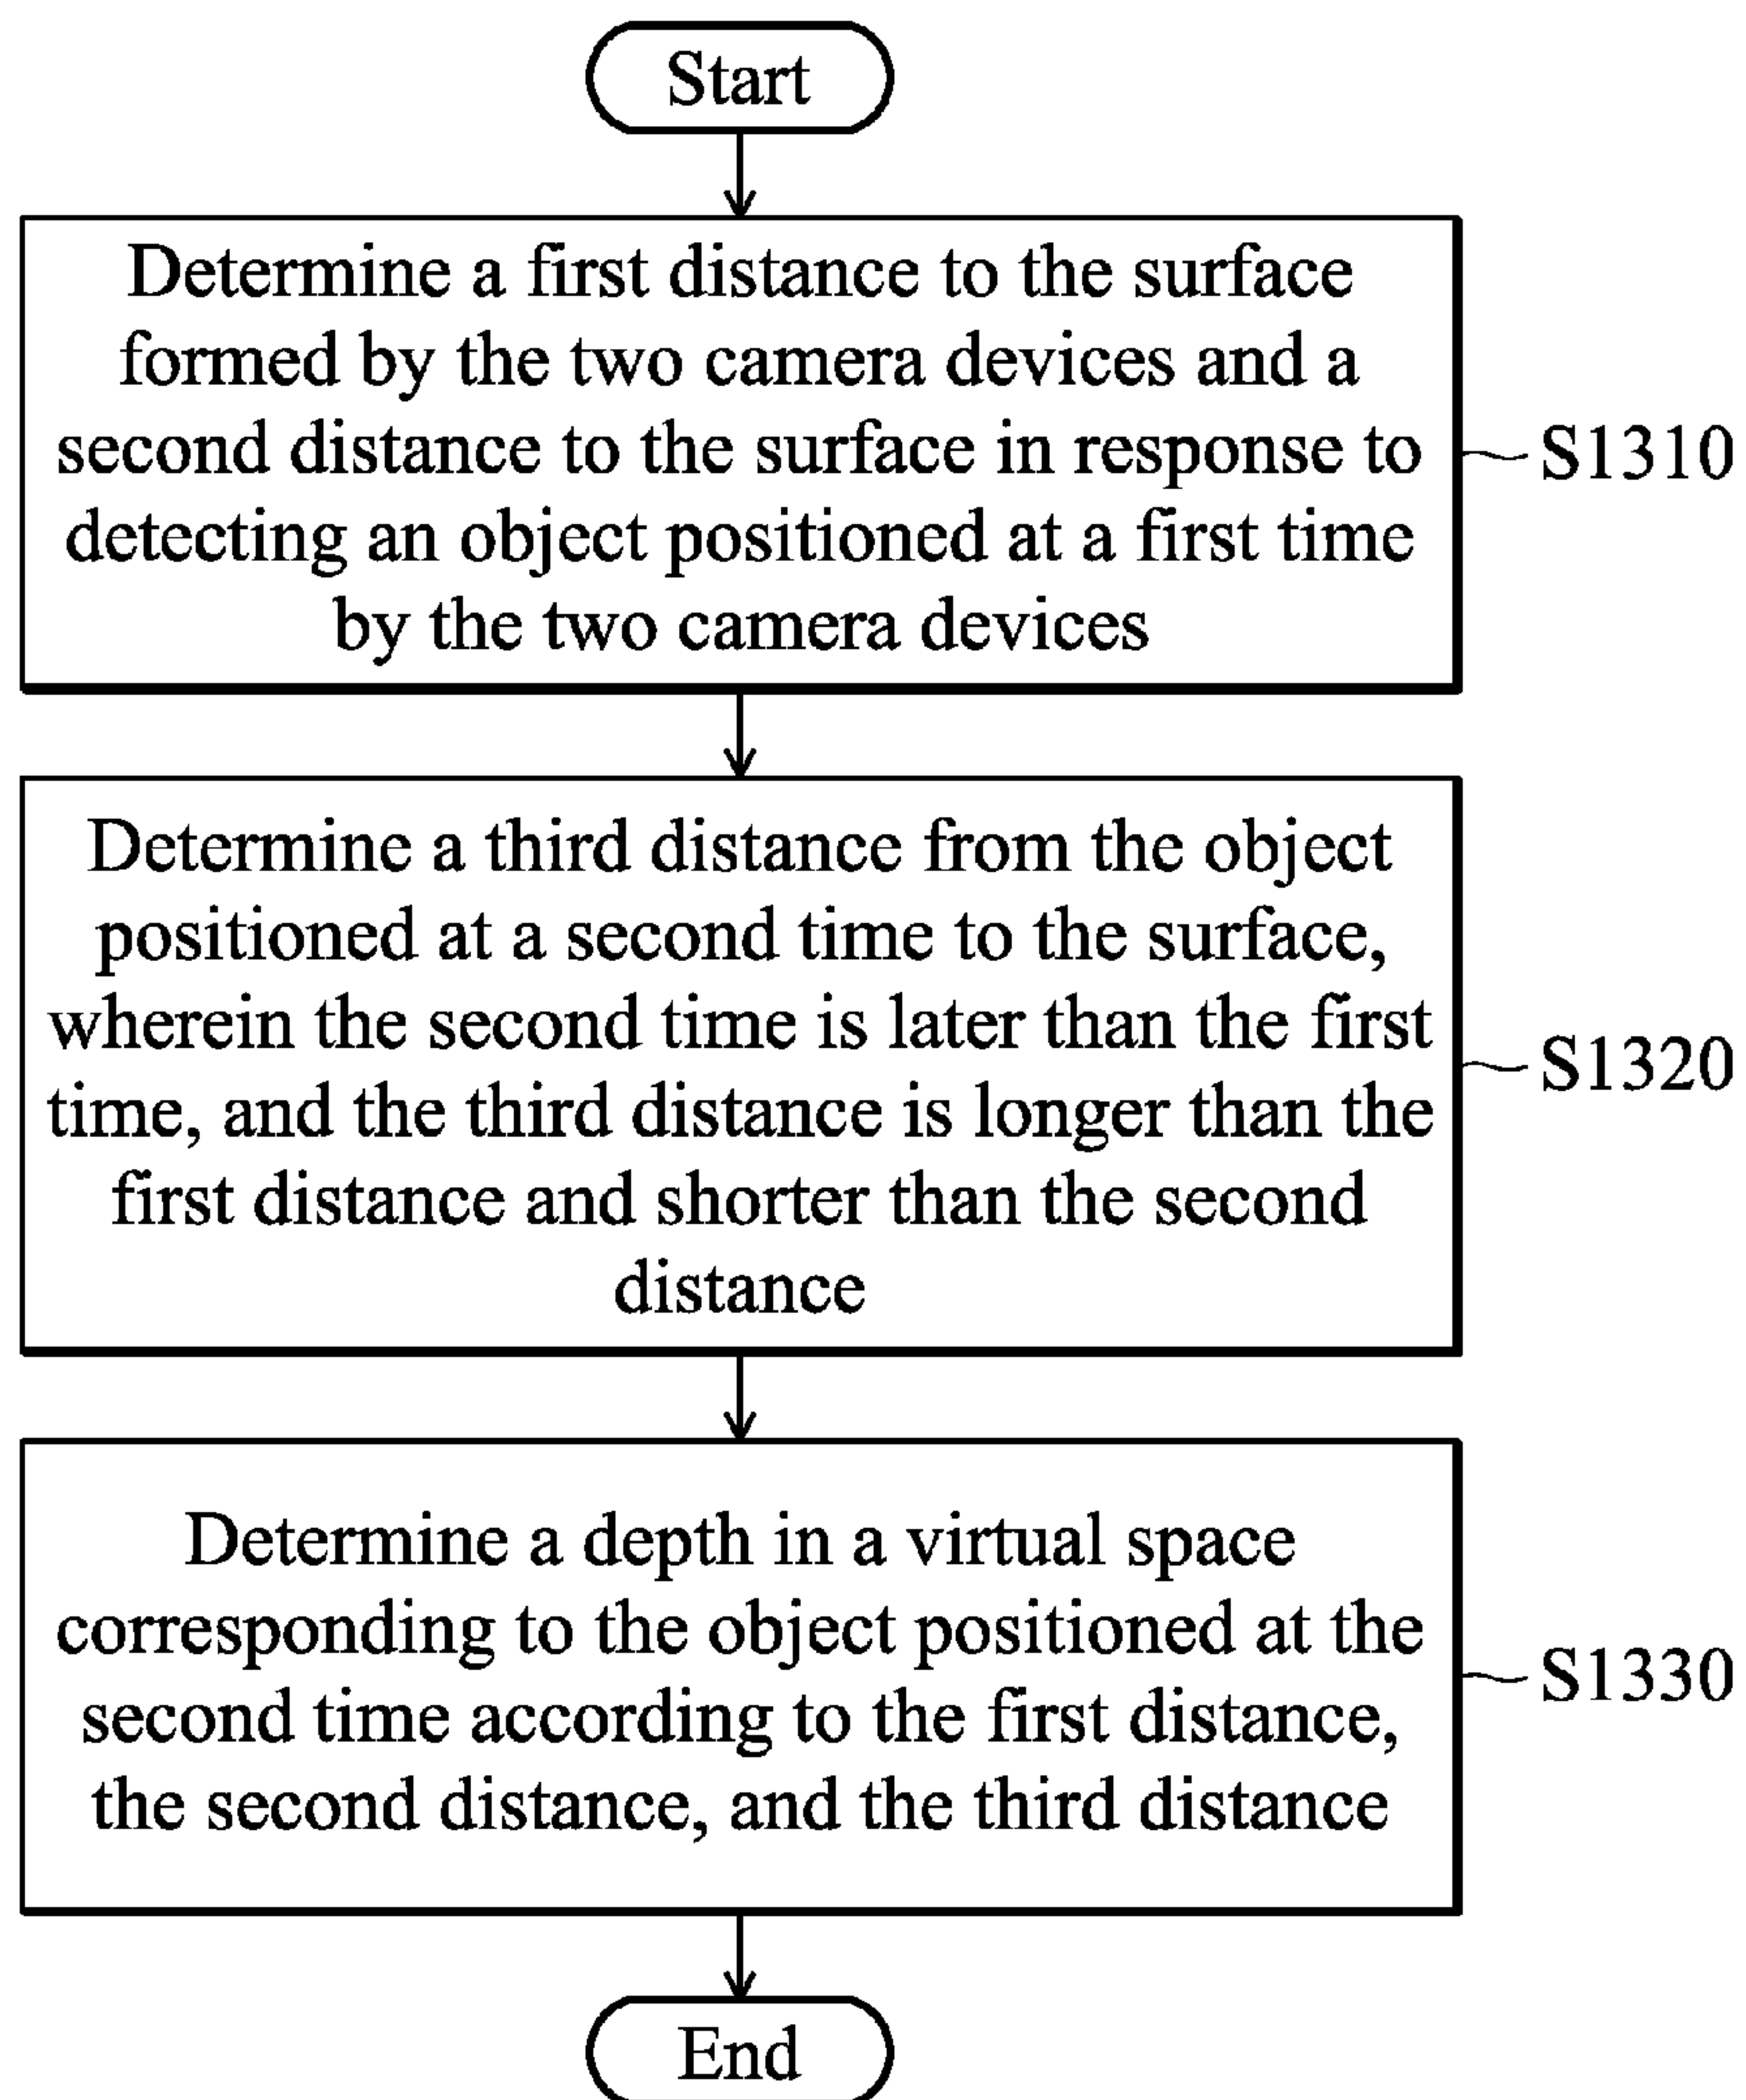 Start
Determine a first distance to the surface
formed by the two camera devices and a
second distance to the surface in response to
detecting an object positioned at a first time
by the two camera devices
S1310
Determine a third distance from the object
positioned at a second time to the surface,
wherein the second time is later than the first
time, and the third distance is longer than the
first distance and shorter than the second
distance
S1320
Determine a depth in a virtual space
corresponding to the object positioned at the
second time according to the first distance,
the second distance, and the third distance
S1330
End